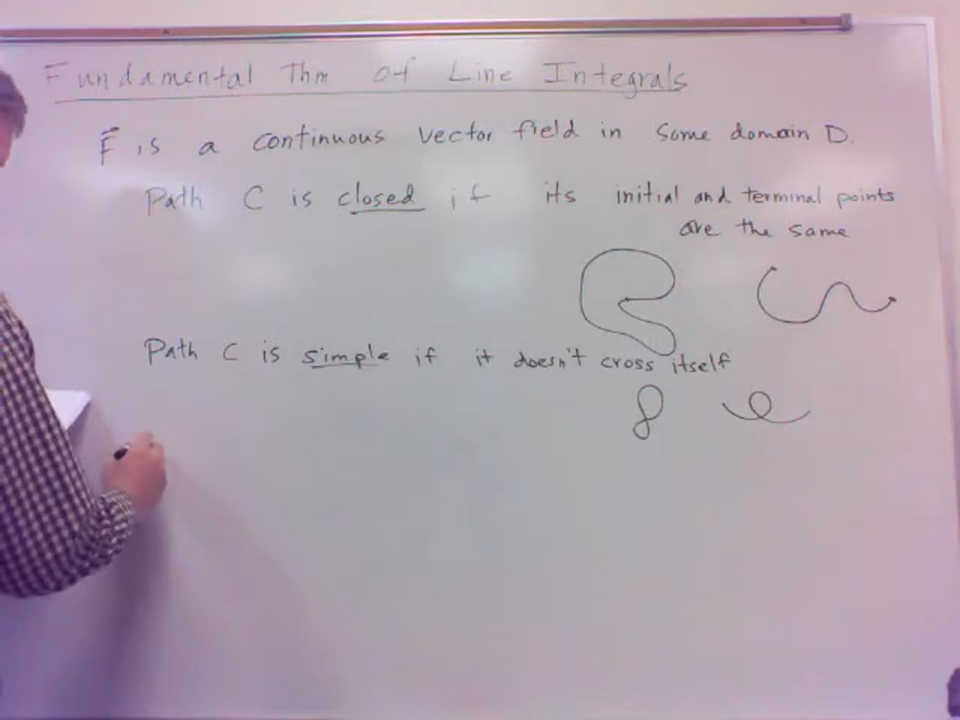 Fundamental Thm of Line Integrals
F⃗ is a continuous vector field in some domain D.
Path C is closed if its initial and terminal points
are the same
Path C is simple if it doesn't cross itself